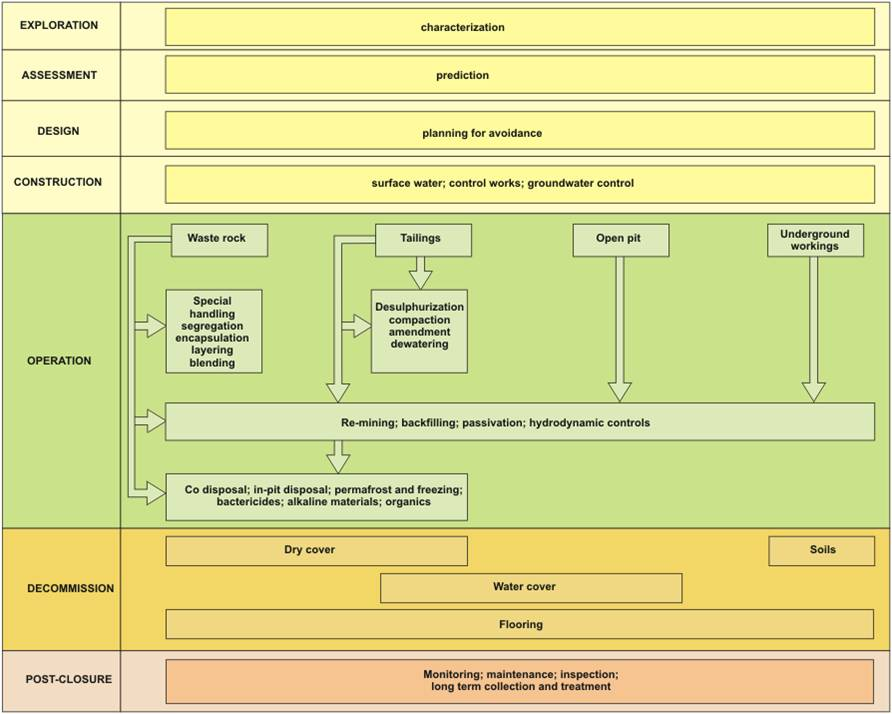 EXPLORATION
characterization
ASSESSMENT
prediction
DESIGN
planning for avoidance
CONSTRUCTION
surface water; control works; groundwater control
OPERATION
Waste rock
Tailings
Open pit
Underground
workings
Special
handling
segregation
encapsulation
layering
blending
Desulphurization
compaction
amendment
dewatering
Re-mining; backfilling; passivation; hydrodynamic controls
Co disposal; in-pit disposal; permafrost and freezing;
bactericides; alkaline materials; organics
DECOMMISSION
Dry cover
Soils
Water cover
Flooring
POST-CLOSURE
Monitoring; maintenance; inspection;
long term collection and treatment